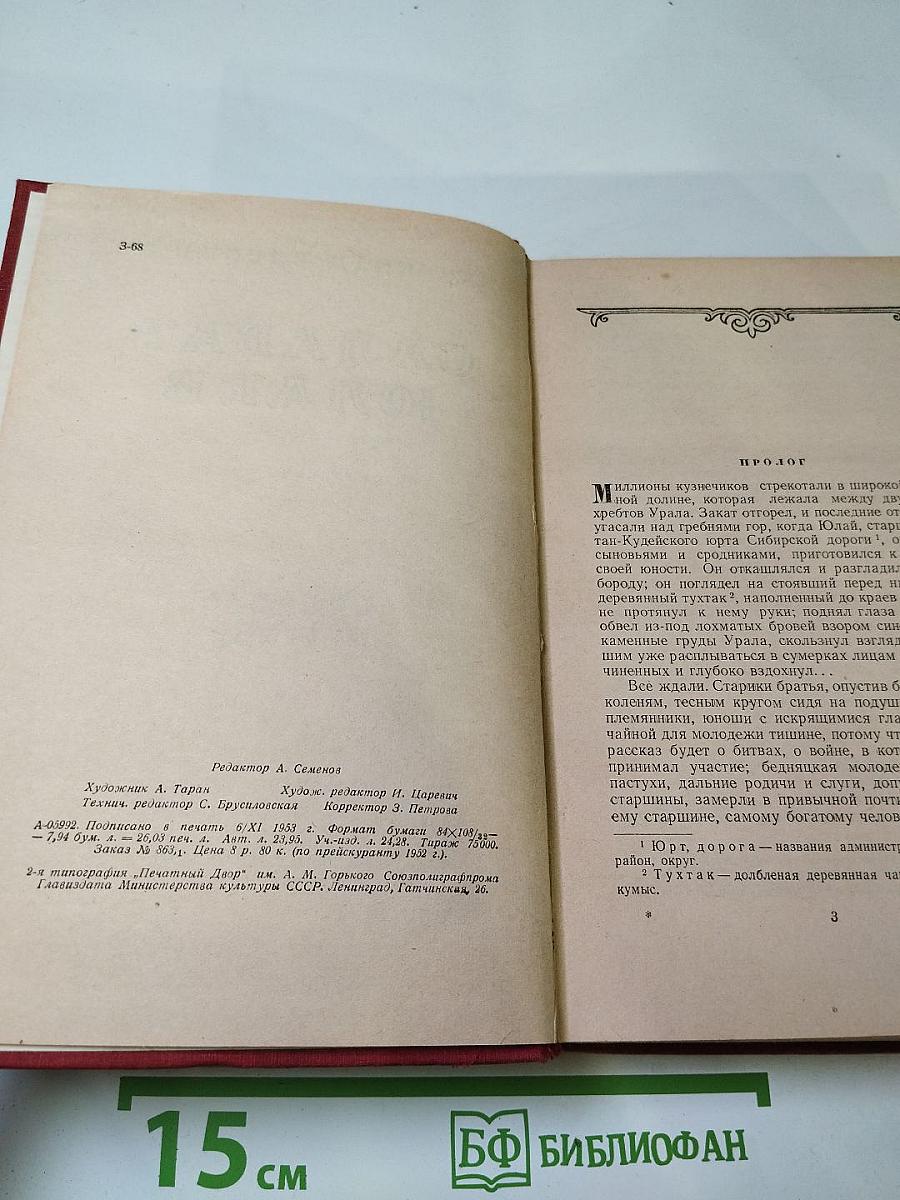 З-68
Редактор А. Семенов
Художник А. Таран Худож. редактор И. Царевич
Технич. редактор С. Брусиловская Корректор З. Петрова
А-05992. Подписано в печать 6/XI 1953 г. Формат бумаги 84×108/32—
— 7,94 бум. л. = 26,03 печ. л. Авт. л. 23,95. Уч.-изд. л. 24,28. Тираж 75000.
Заказ № 863,1. Цена 8 р. 80 к. (по прейскуранту 1952 г.).
2-я типография „Печатный Двор" им. А. М. Горького Союзполиграфпрома
Главиздата Министерства культуры СССР. Ленинград, Гатчинская, 26.
ПРОЛОГ
Миллионы кузнечиков стрекотали в широкой
ной долине, которая лежала между дву
хребтов Урала. Закат отгорел, и последние от
угасали над гребнями гор, когда Юлай, стар
тан-Кудейского юрта Сибирской дороги 1, о
сыновьями и сродниками, приготовился к
своей юности. Он откашлялся и разгладил
бороду; он поглядел на стоявший перед ни
деревянный тухтак 2, наполненный до краев
не протянул к нему руки; поднял глаза
обвел из-под лохматых бровей взором син
каменные груды Урала, скользнул взгляд
шим уже расплываться в сумерках лицам
чиненных и глубоко вздохнул...
Все ждали. Старики братья, опустив б
коленям, тесным кругом сидя на подуш
племянники, юноши с искрящимися гла
чайной для молодежи тишине, потому чт
рассказ будет о битвах, о войне, в кот
принимал участие; бедняцкая молоде
пастухи, дальние родичи и слуги, доп
старшины, замерли в привычной почти
ему старшине, самому богатому челов
1 Юрт, дорога — названия администр
район, округ.
2 Тухтак — долбленая деревянная ча
кумыс.
* 3
15 см
БФ БИБЛИОФАН